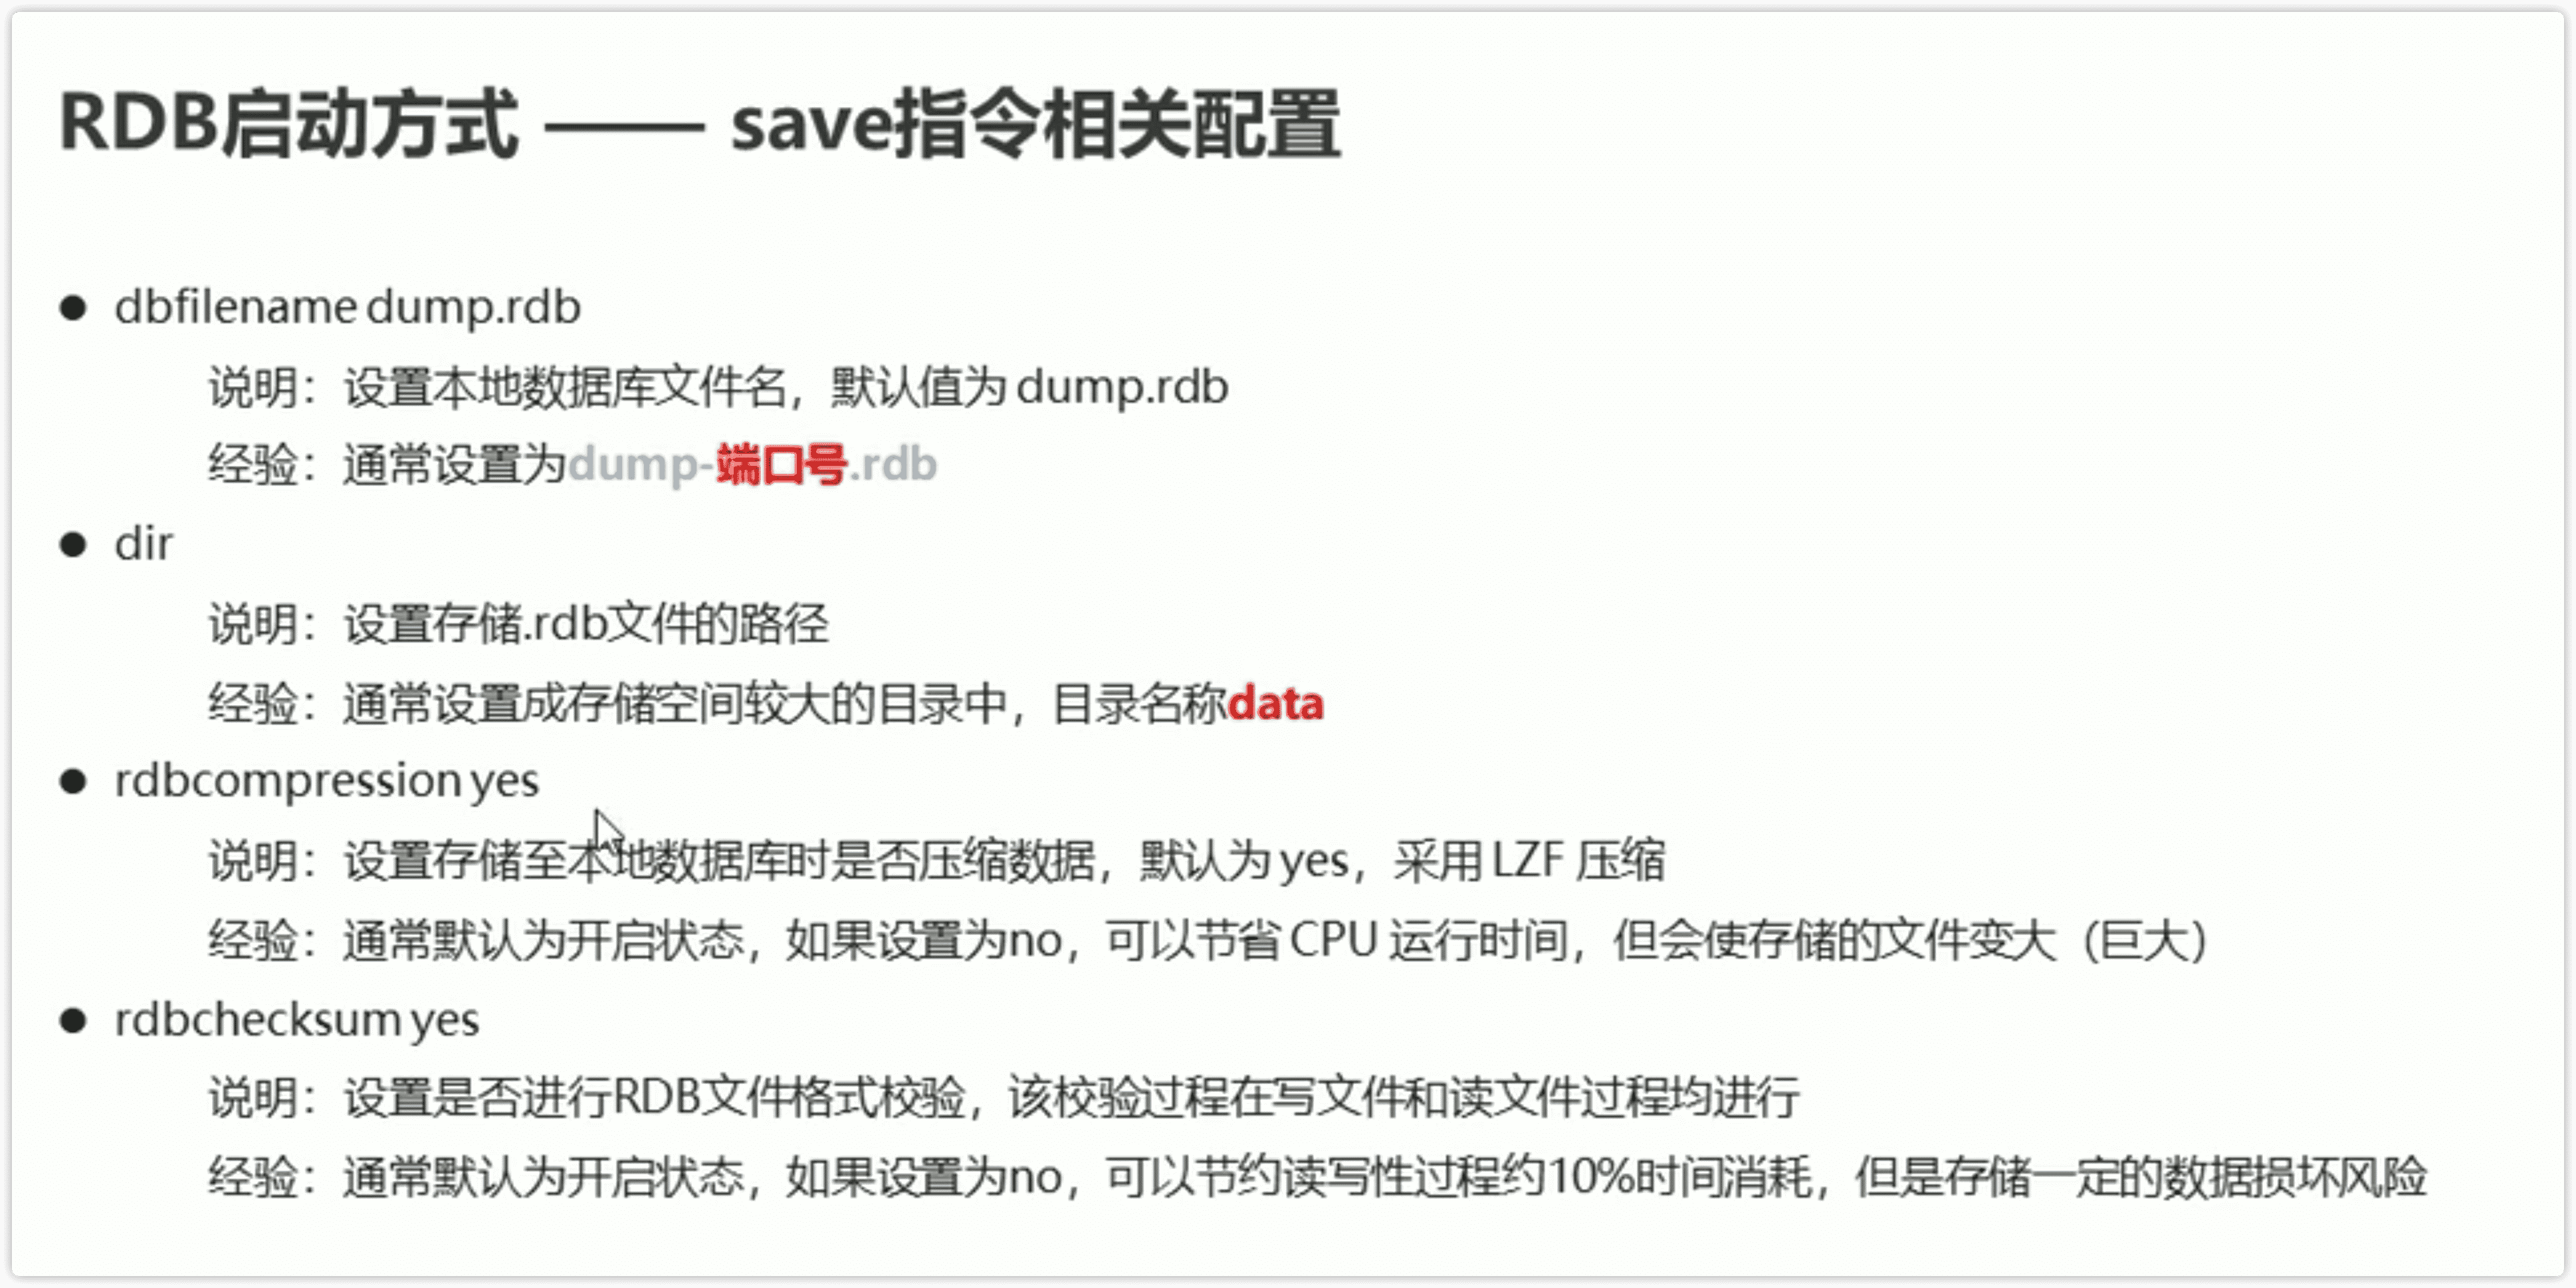 RDB启动方式 —— save指令相关配置
● dbfilename dump.rdb
说明：设置本地数据库文件名，默认值为 dump.rdb
经验：通常设置为dump-端口号.rdb
● dir
说明：设置存储.rdb文件的路径
经验：通常设置成存储空间较大的目录中，目录名称data
● rdbcompression yes
说明：设置存储至本地数据库时是否压缩数据，默认为 yes，采用 LZF 压缩
经验：通常默认为开启状态，如果设置为no，可以节省 CPU 运行时间，但会使存储的文件变大（巨大）
● rdbchecksum yes
说明：设置是否进行RDB文件格式校验，该校验过程在写文件和读文件过程均进行
经验：通常默认为开启状态，如果设置为no，可以节约读写性过程约10%时间消耗，但是存储一定的数据损坏风险